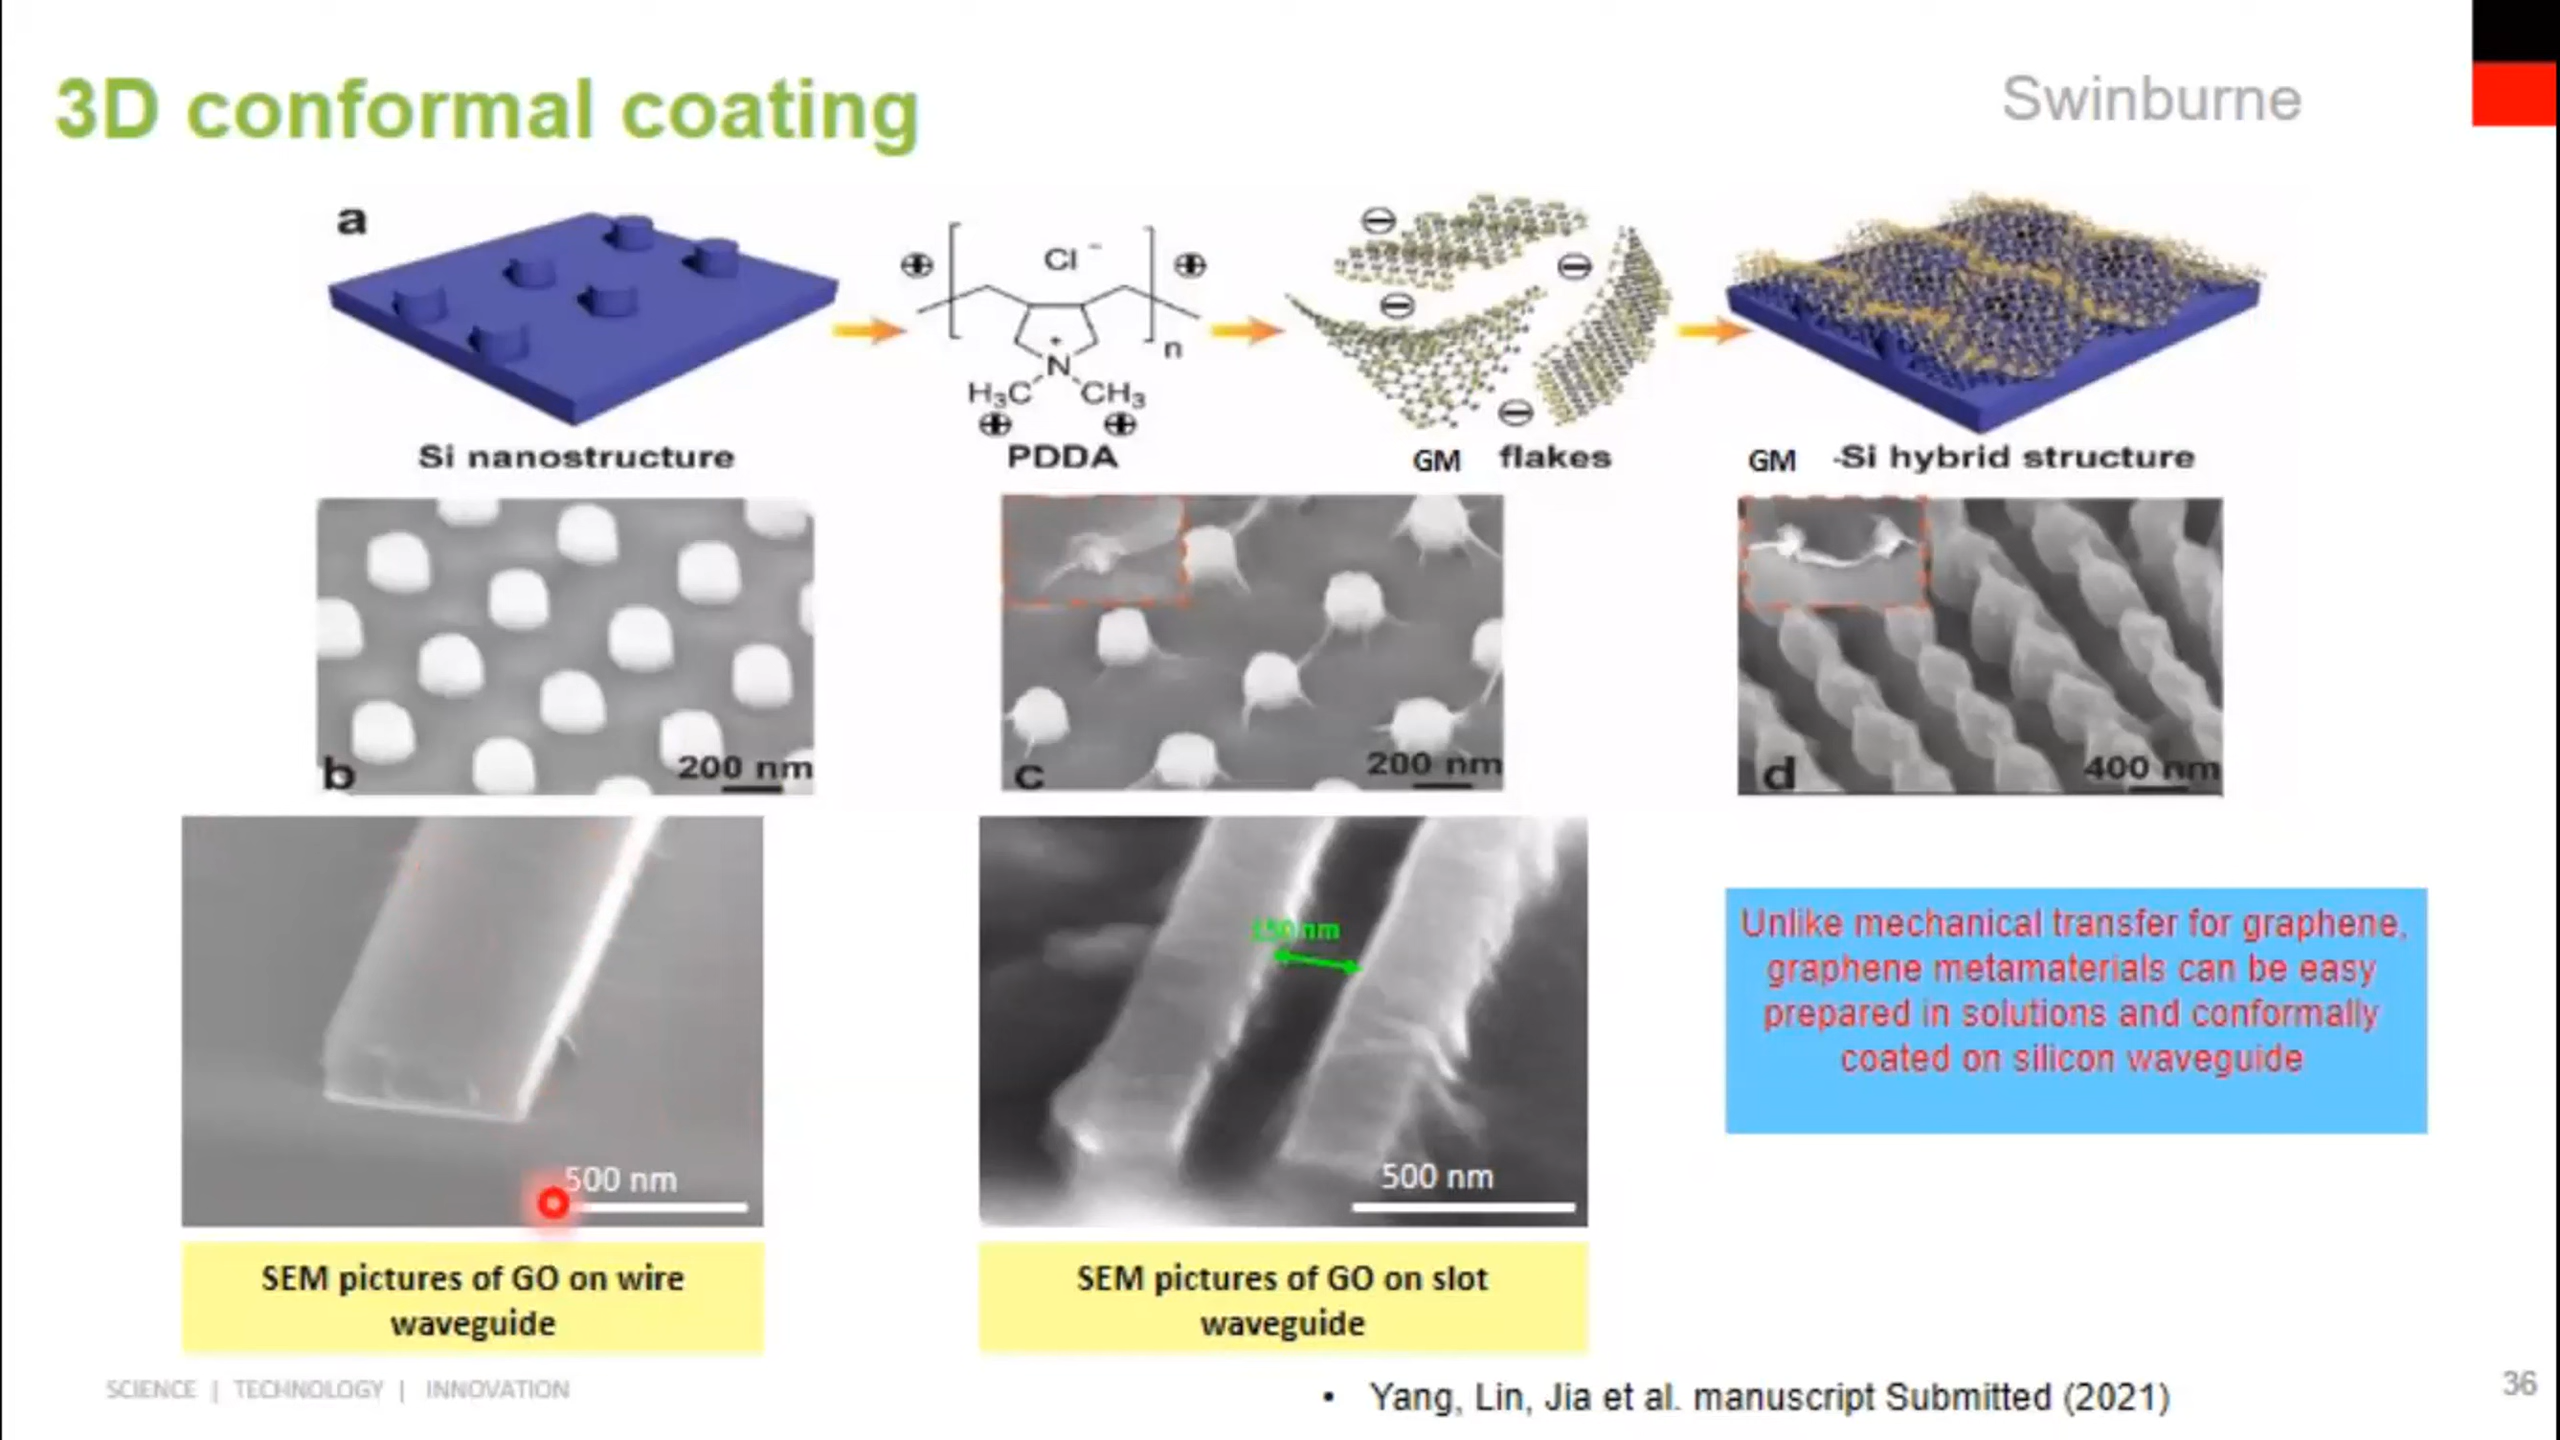 3D conformal coating
Swinburne
a
Cl -
n
N +
H3C CH3
Si nanostructure
PDDA
GM flakes
GM -Si hybrid structure
b
200 nm
c
200 nm
d
400 nm
150 nm
500 nm
500 nm
Unlike mechanical transfer for graphene,
graphene metamaterials can be easy
prepared in solutions and conformally
coated on silicon waveguide
SEM pictures of GO on wire
waveguide
SEM pictures of GO on slot
waveguide
SCIENCE | TECHNOLOGY | INNOVATION
• Yang, Lin, Jia et al. manuscript Submitted (2021)
36